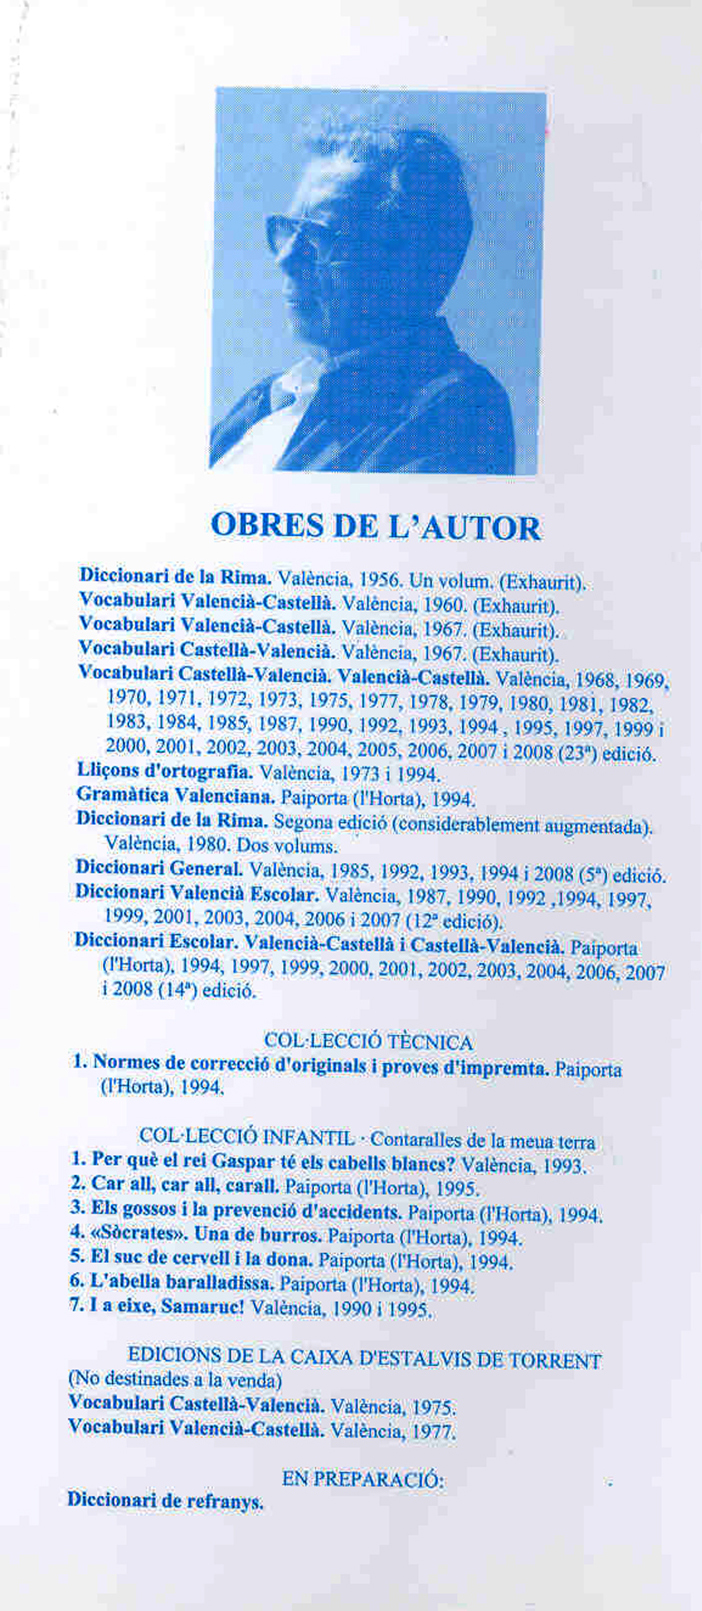 OBRES DE L'AUTOR
Diccionari de la Rima. València, 1956. Un volum. (Exhaurit).
Vocabulari Valencià-Castellà. València, 1960. (Exhaurit).
Vocabulari Valencià-Castellà. València, 1967. (Exhaurit).
Vocabulari Castellà-Valencià. València, 1967. (Exhaurit).
Vocabulari Castellà-Valencià. Valencià-Castellà. València, 1968, 1969,
1970, 1971, 1972, 1973, 1975, 1977, 1978, 1979, 1980, 1981, 1982,
1983, 1984, 1985, 1987, 1990, 1992, 1993, 1994 , 1995, 1997, 1999 i
2000, 2001, 2002, 2003, 2004, 2005, 2006, 2007 i 2008 (23ª) edició.
Lliçons d'ortografia. València, 1973 i 1994.
Gramàtica Valenciana. Paiporta (l'Horta), 1994.
Diccionari de la Rima. Segona edició (considerablement augmentada).
València, 1980. Dos volums.
Diccionari General. València, 1985, 1992, 1993, 1994 i 2008 (5ª) edició.
Diccionari Valencià Escolar. València, 1987, 1990, 1992 ,1994, 1997,
1999, 2001, 2003, 2004, 2006 i 2007 (12ª edició).
Diccionari Escolar. Valencià-Castellà i Castellà-Valencià. Paiporta
(l'Horta), 1994, 1997, 1999, 2000, 2001, 2002, 2003, 2004, 2006, 2007
i 2008 (14ª) edició.
COL·LECCIÓ TÈCNICA
1. Normes de correcció d'originals i proves d'impremta. Paiporta
(l'Horta), 1994.
COL·LECCIÓ INFANTIL · Contaralles de la meua terra
1. Per què el rei Gaspar té els cabells blancs? València, 1993.
2. Car all, car all, carall. Paiporta (l'Horta), 1995.
3. Els gossos i la prevenció d'accidents. Paiporta (l'Horta), 1994.
4. «Sòcrates». Una de burros. Paiporta (l'Horta), 1994.
5. El suc de cervell i la dona. Paiporta (l'Horta), 1994.
6. L'abella baralladissa. Paiporta (l'Horta), 1994.
7. I a eixe, Samaruc! València, 1990 i 1995.
EDICIONS DE LA CAIXA D'ESTALVIS DE TORRENT
(No destinades a la venda)
Vocabulari Castellà-Valencià. València, 1975.
Vocabulari Valencià-Castellà. València, 1977.
EN PREPARACIÓ:
Diccionari de refranys.